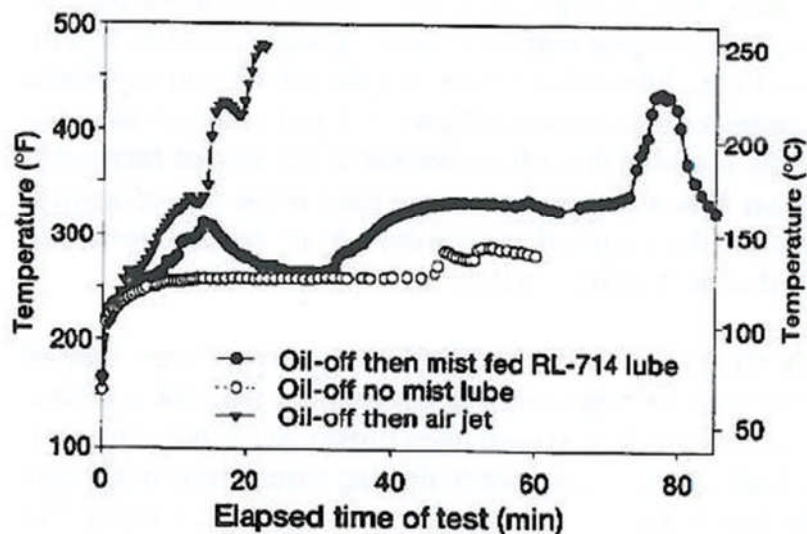 500
400
300
200
100
Temperature (°F)
250
200
150
100
50
Temperature (°C)
Oil-off then mist fed RL-714 lube
Oil-off no mist lube
Oil-off then air jet
0
20
40
60
80
Elapsed time of test (min)